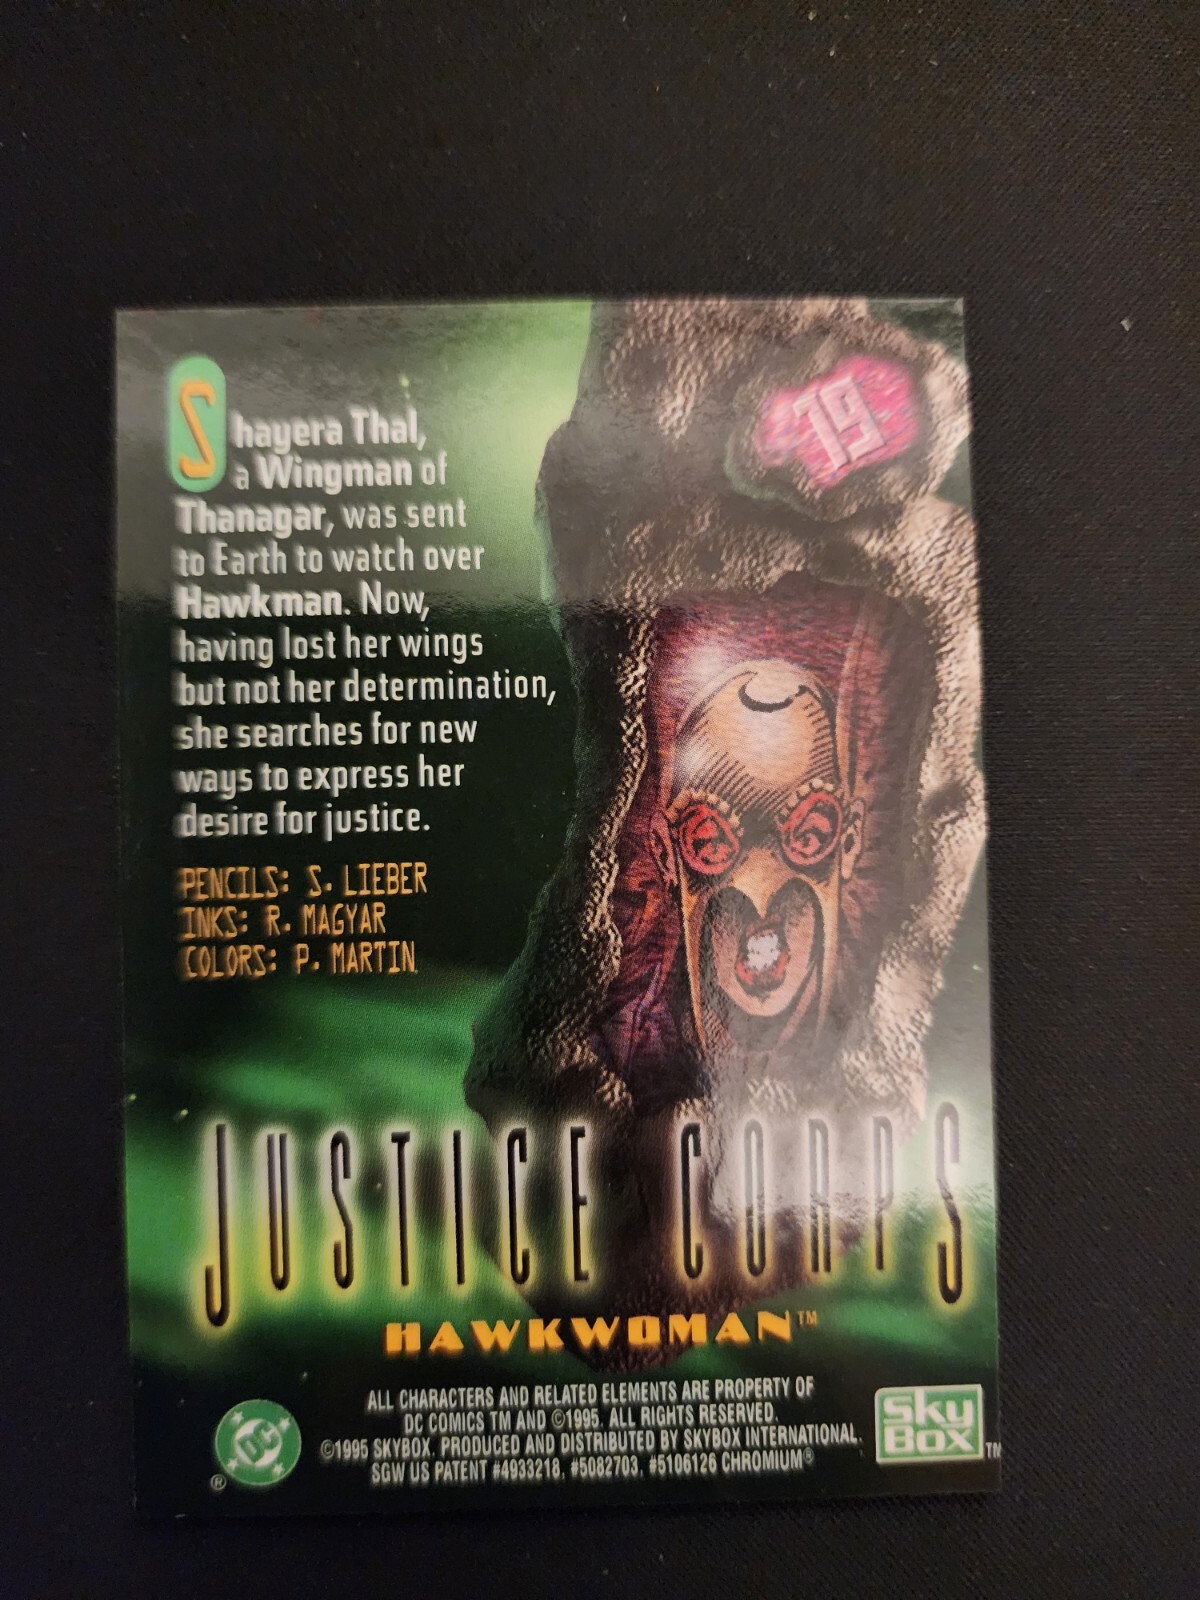 19
Shayera Thal,
a Wingman of
Thanagar, was sent
to Earth to watch over
Hawkman. Now,
having lost her wings
but not her determination,
she searches for new
ways to express her
desire for justice.
PENCILS: S. LIEBER
INKS: R. MAGYAR
COLORS: P. MARTIN
JUSTICE CORPS
HAWKWOMAN™
ALL CHARACTERS AND RELATED ELEMENTS ARE PROPERTY OF
DC COMICS TM AND ©1995. ALL RIGHTS RESERVED.
©1995 SKYBOX. PRODUCED AND DISTRIBUTED BY SKYBOX INTERNATIONAL.
SGW US PATENT #4933218, #5082703, #5106126 CHROMIUM®
DC ®
SkyBox™